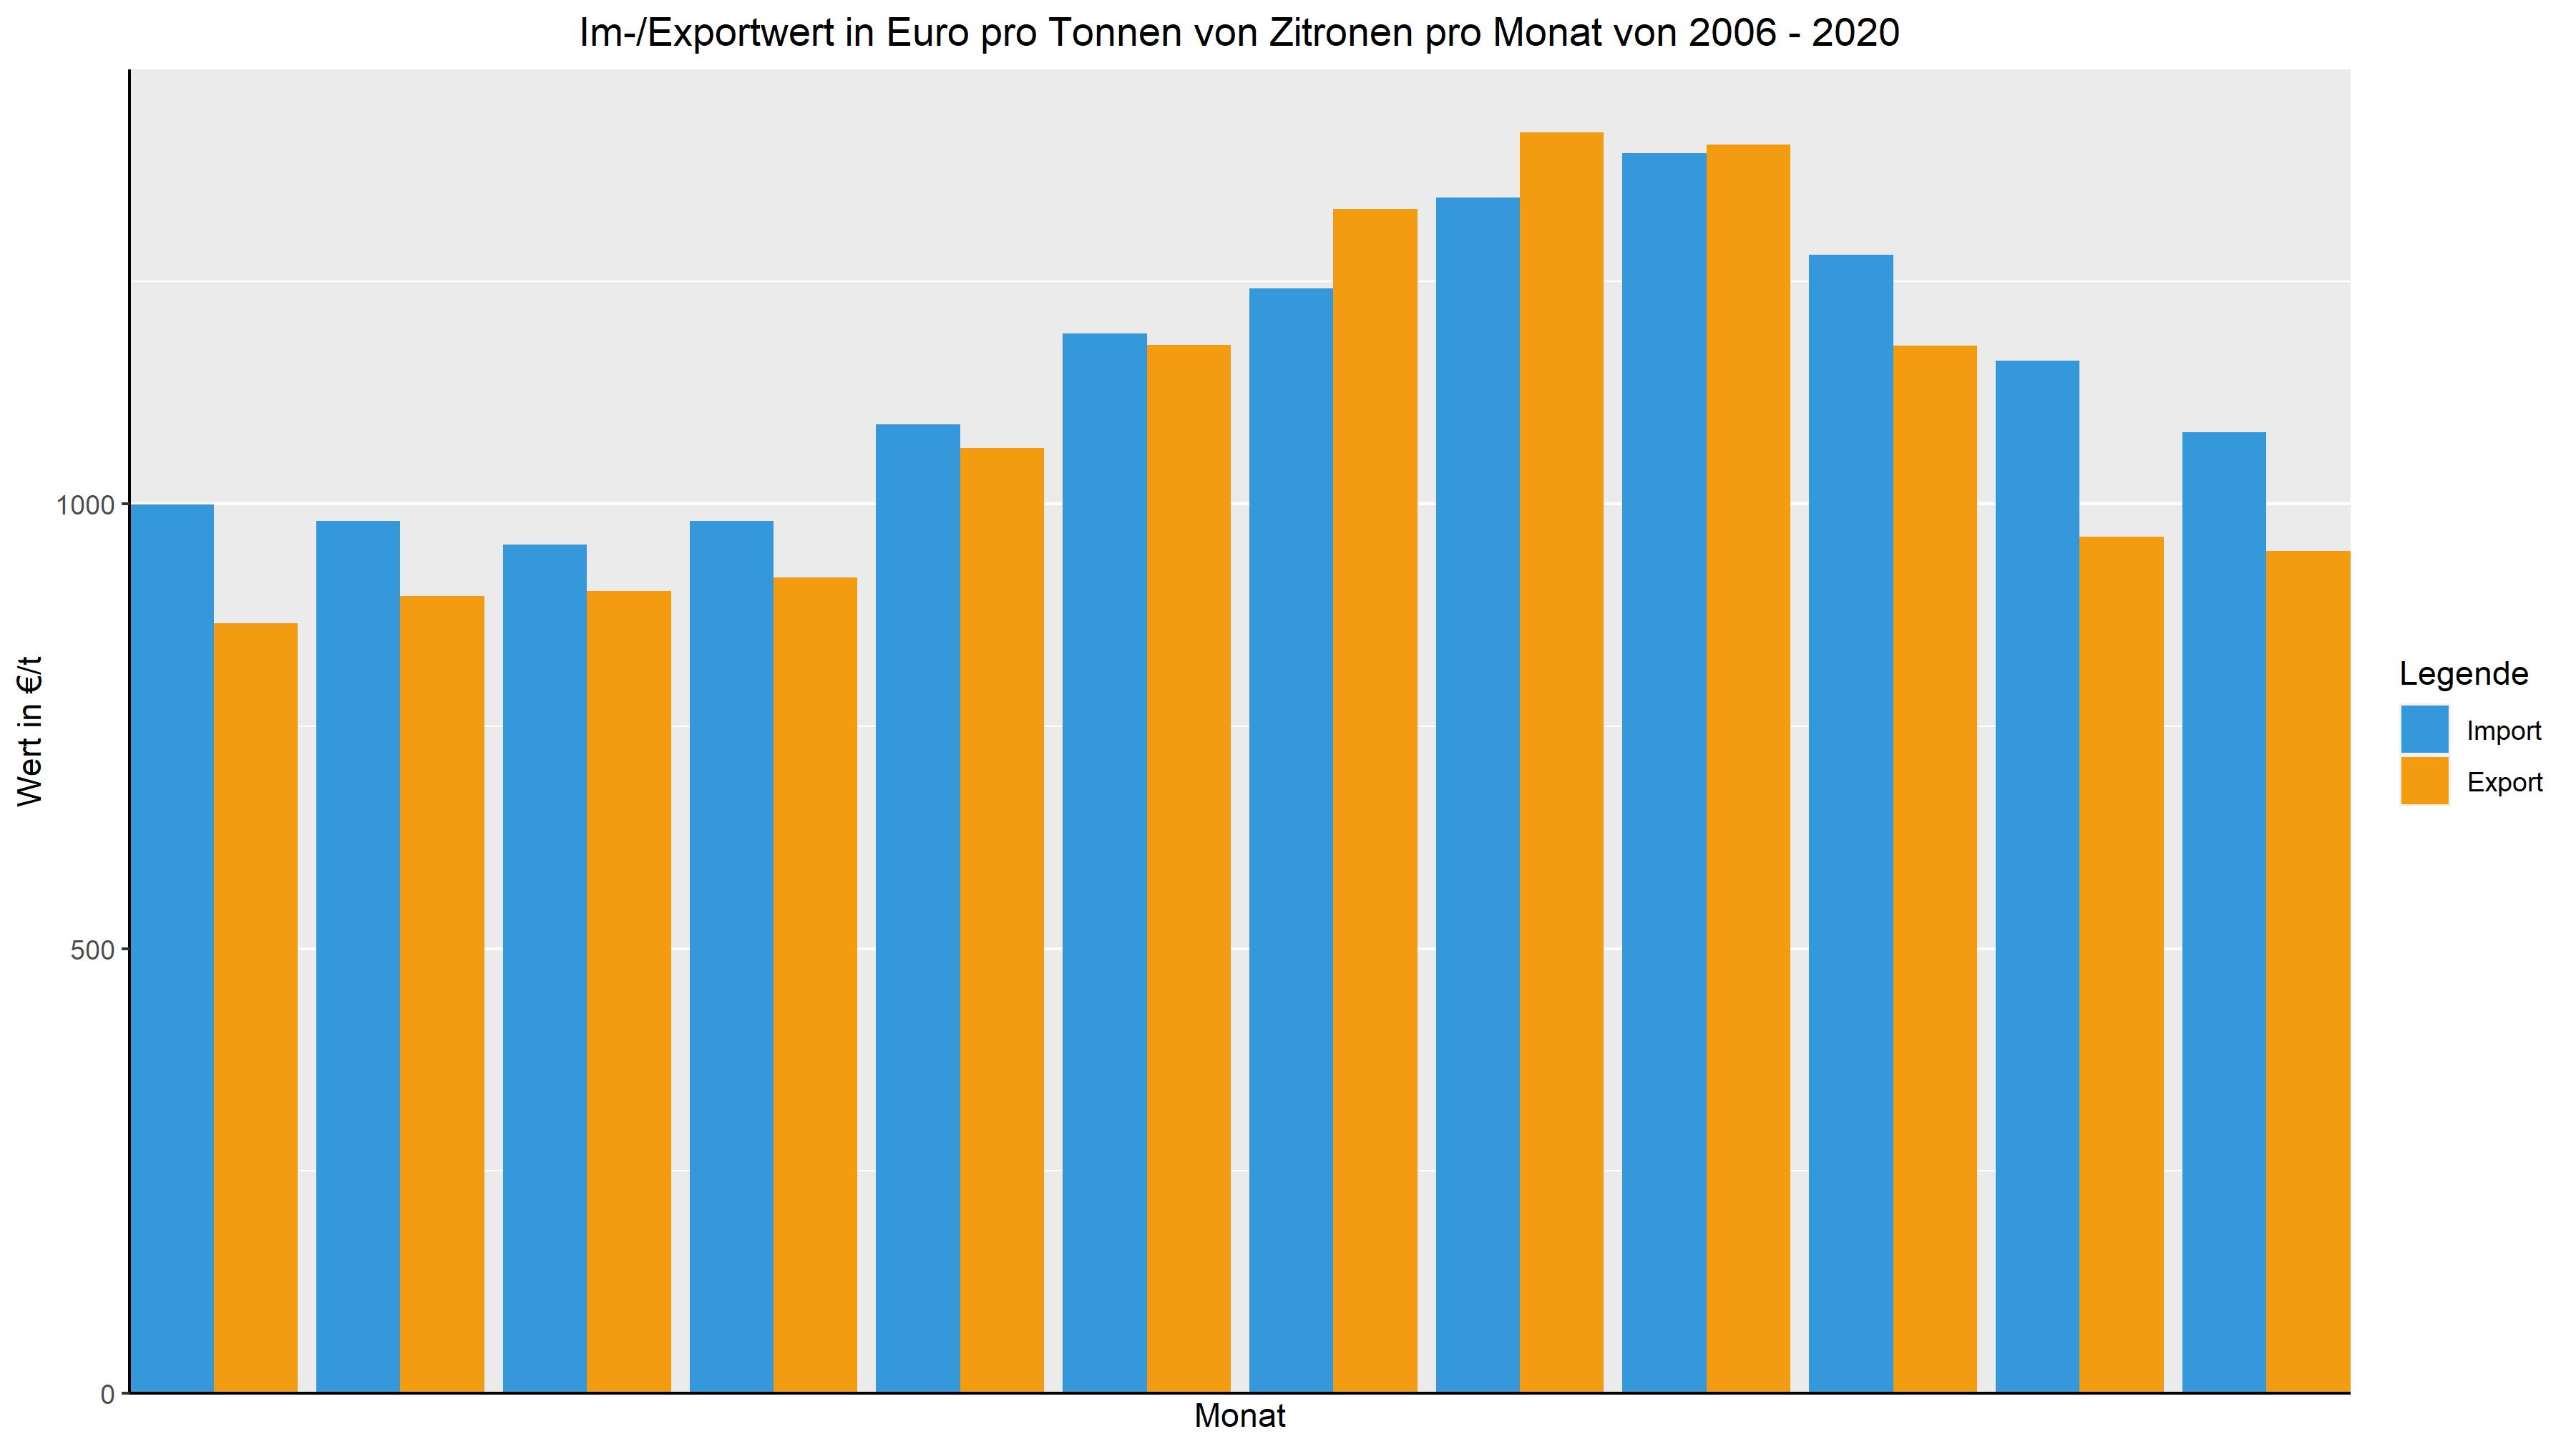 Im-/Exportwert in Euro pro Tonnen von Zitronen pro Monat von 2006 - 2020
Wert in €/t
1000
500
0
Monat
Legende
Import
Export